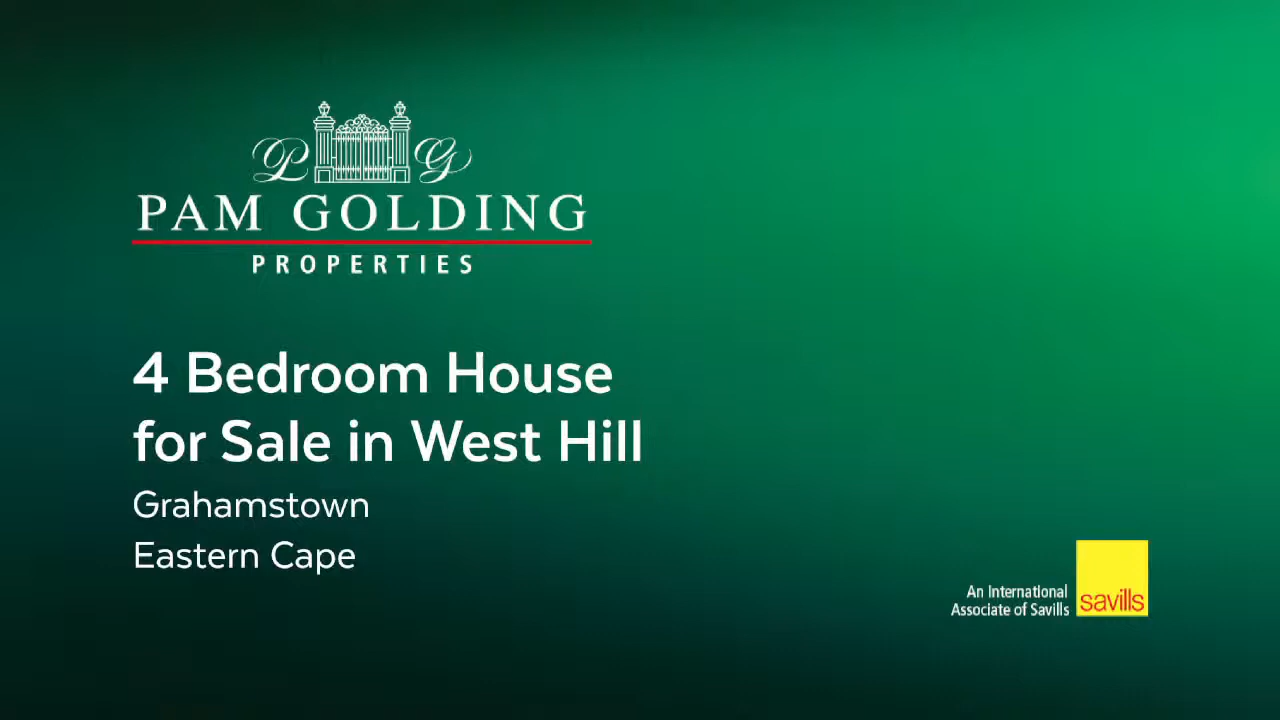 P G
PAM GOLDING
PROPERTIES
4 Bedroom House
for Sale in West Hill
Grahamstown
Eastern Cape
An International
Associate of Savills
savills